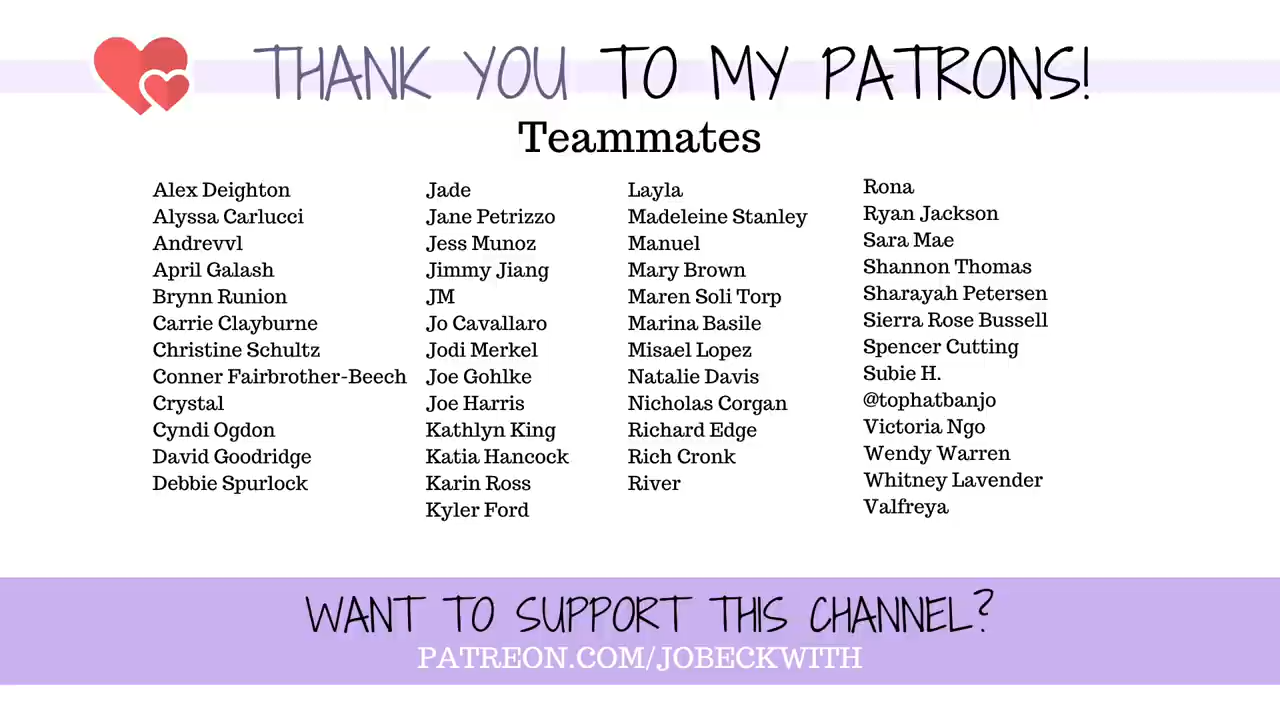 THANK YOU TO MY PATRONS!
Teammates
Alex Deighton
Alyssa Carlucci
Andrevvl
April Galash
Brynn Runion
Carrie Clayburne
Christine Schultz
Conner Fairbrother-Beech
Crystal
Cyndi Ogdon
David Goodridge
Debbie Spurlock
Jade
Jane Petrizzo
Jess Munoz
Jimmy Jiang
JM
Jo Cavallaro
Jodi Merkel
Joe Gohlke
Joe Harris
Kathlyn King
Katia Hancock
Karin Ross
Kyler Ford
Layla
Madeleine Stanley
Manuel
Mary Brown
Maren Soli Torp
Marina Basile
Misael Lopez
Natalie Davis
Nicholas Corgan
Richard Edge
Rich Cronk
River
Rona
Ryan Jackson
Sara Mae
Shannon Thomas
Sharayah Petersen
Sierra Rose Bussell
Spencer Cutting
Subie H.
@tophatbanjo
Victoria Ngo
Wendy Warren
Whitney Lavender
Valfreya
WANT TO SUPPORT THIS CHANNEL?
PATREON.COM/JOBECKWITH